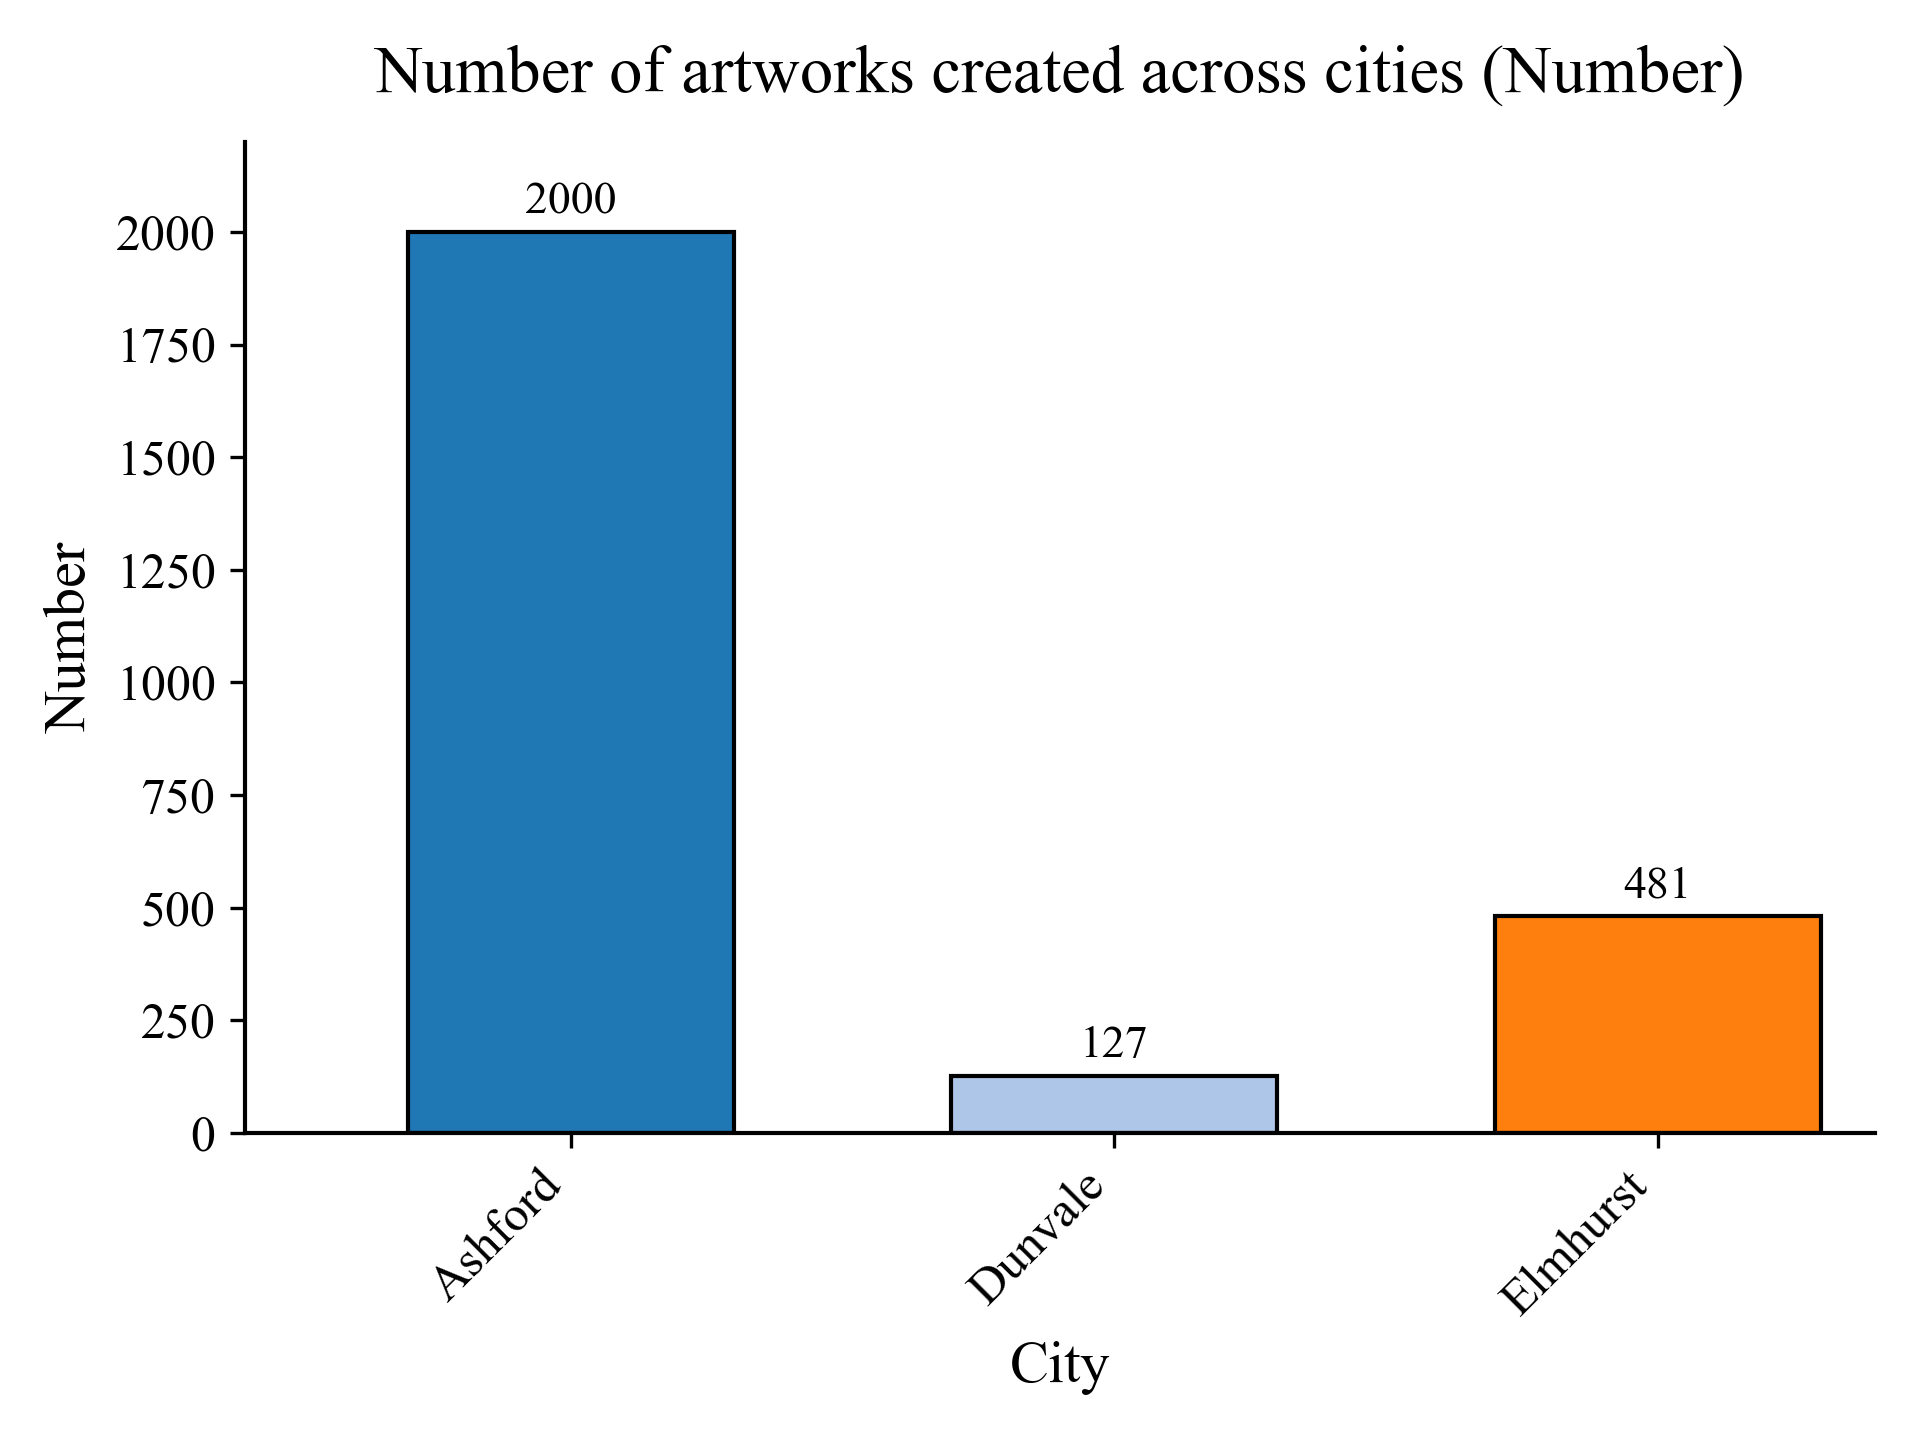 Number of artworks created across cities (Number)
2000
2000
1750
1500
1250
1000
750
500
250
0
Number
127
481
Ashford
Dunvale
Elmhurst
City